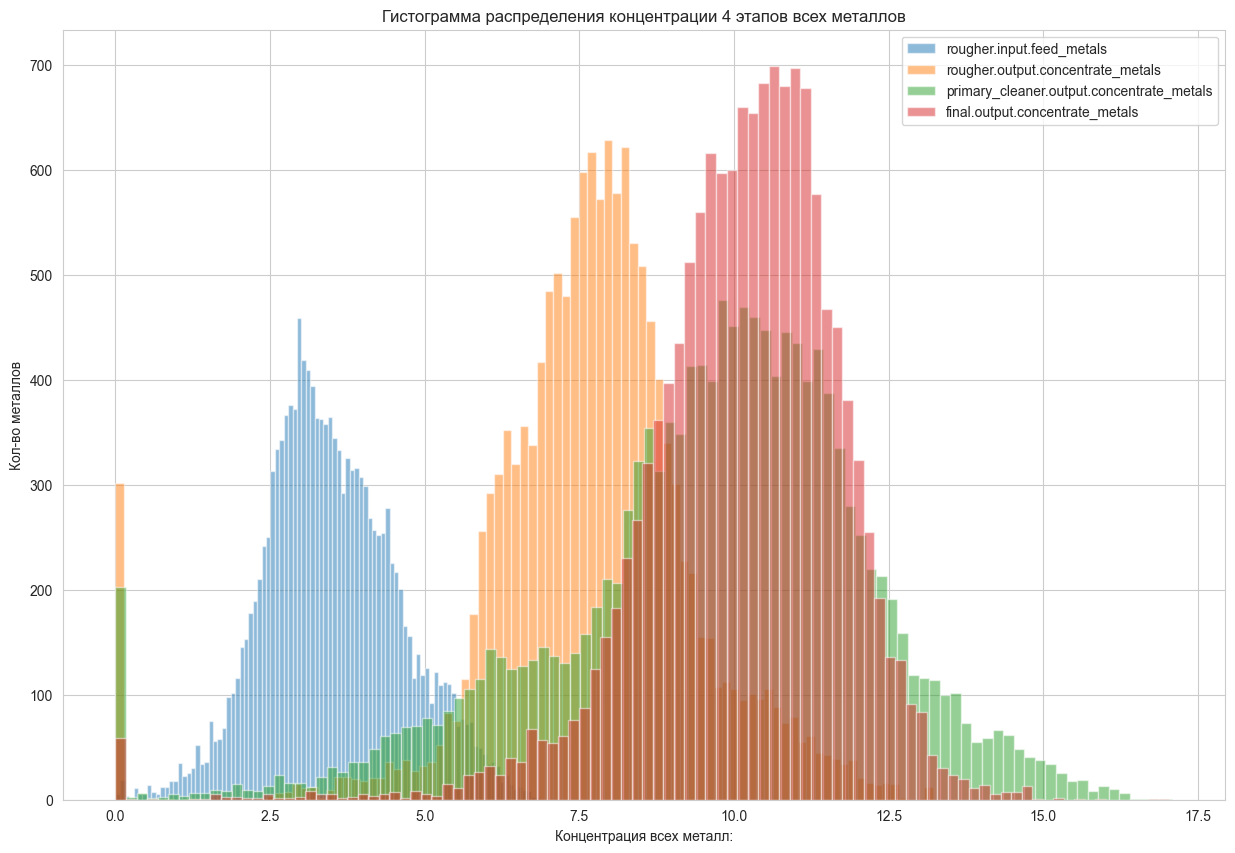 Гистограмма распределения концентрации 4 этапов всех металлов
rougher.input.feed_metals
rougher.output.concentrate_metals
primary_cleaner.output.concentrate_metals
final.output.concentrate_metals
700
600
500
400
300
200
100
0
Кол-во металлов
0.0 2.5 5.0 7.5 10.0 12.5 15.0 17.5
Концентрация всех металл: